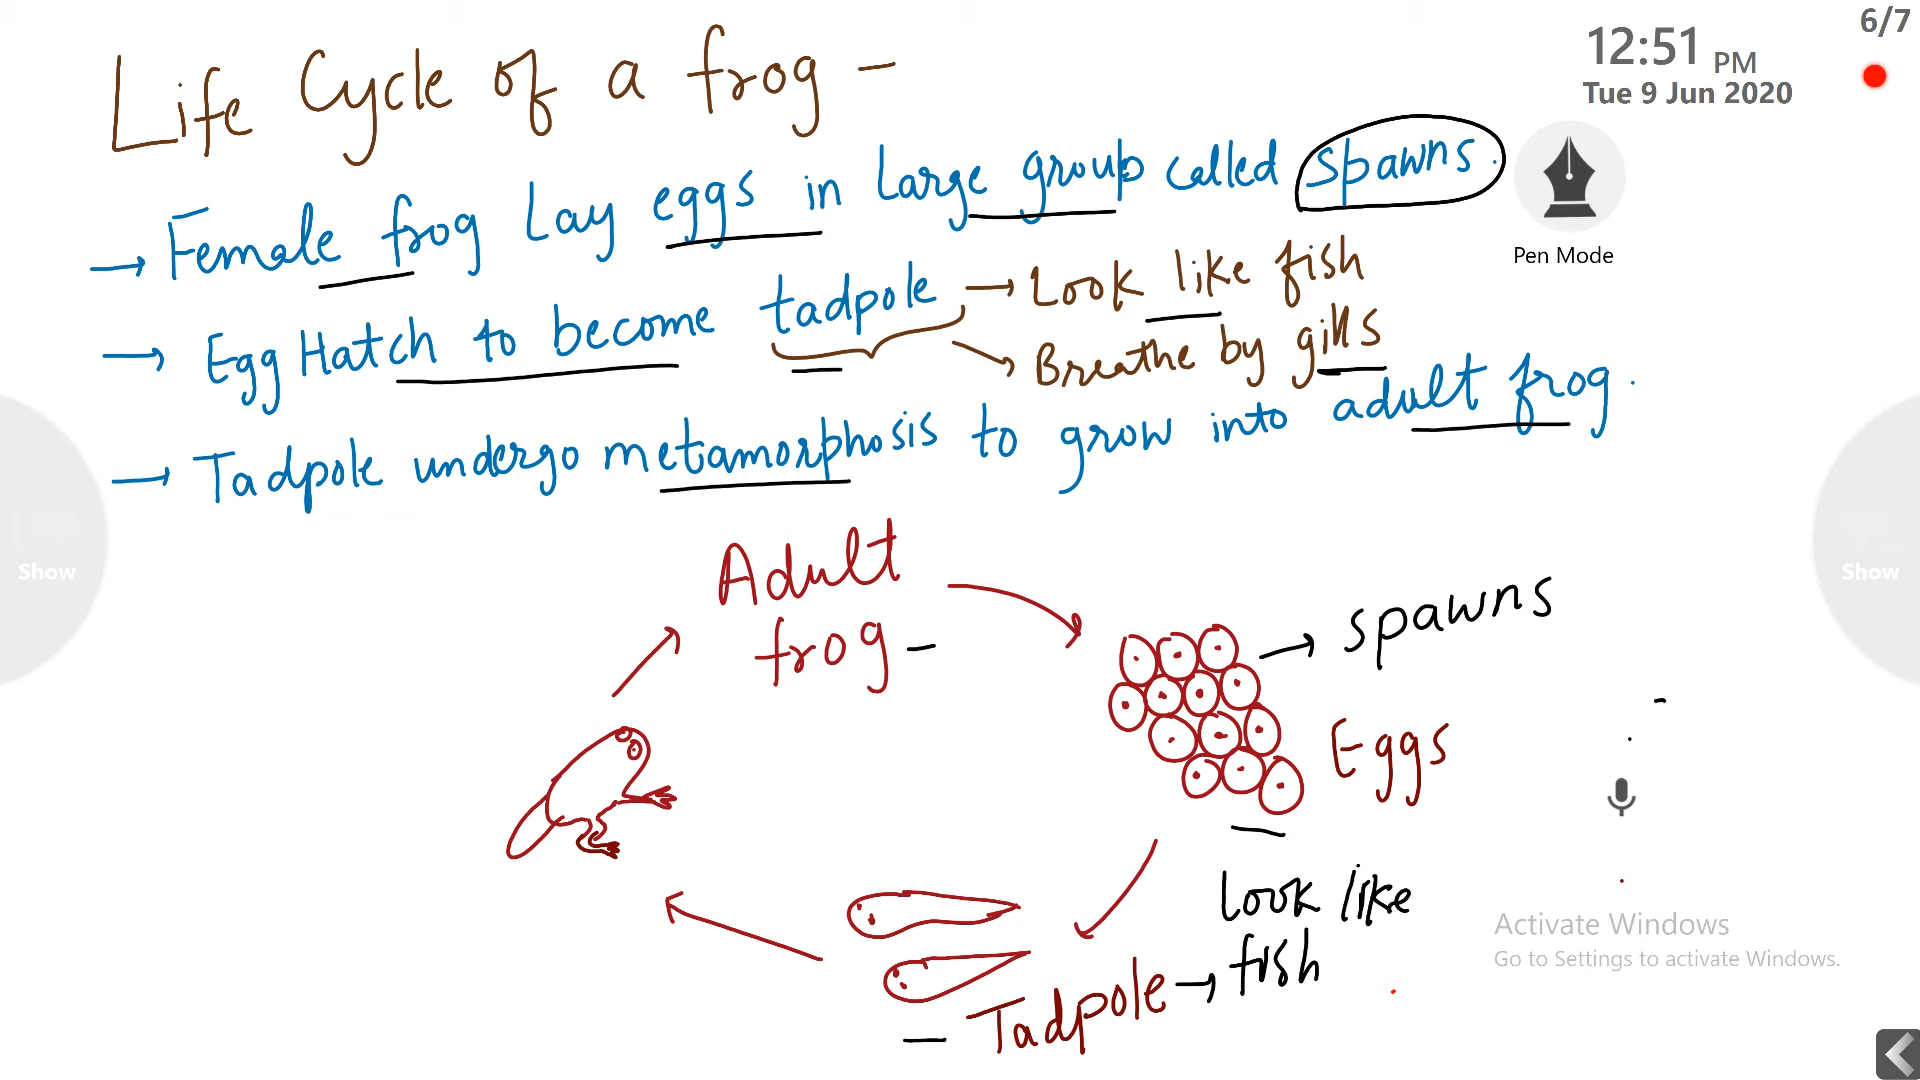 6/7
12:51 PM
Tue 9 Jun 2020
Life Cycle of a frog -
→ Female frog Lay eggs in Large group called spawns.
Pen Mode
→ Egg Hatch to become tadpole → Look like fish
→ Breathe by gills
→ Tadpole undergo metamorphosis to grow into adult frog.
Show
Show
Adult
frog -
→ spawns
Eggs
Look like
Tadpole → fish
Activate Windows
Go to Settings to activate Windows.